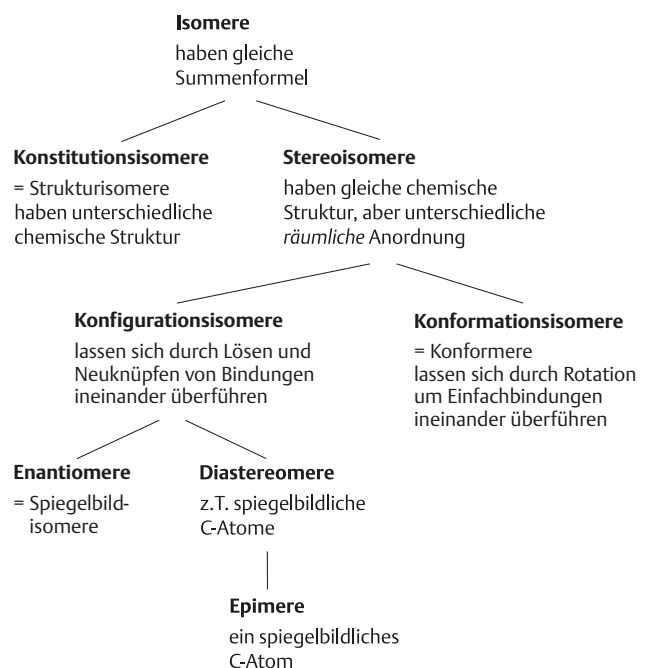 Isomere
haben gleiche
Summenformel
Konstitutionsisomere
= Strukturisomere
haben unterschiedliche
chemische Struktur
Stereoisomere
haben gleiche chemische
Struktur, aber unterschiedliche
räumliche Anordnung
Konfigurationsisomere
lassen sich durch Lösen und
Neuknüpfen von Bindungen
ineinander überführen
Konformationsisomere
= Konformere
lassen sich durch Rotation
um Einfachbindungen
ineinander überführen
Enantiomere
= Spiegelbild-
isomere
Diastereomere
z.T. spiegelbildliche
C-Atome
Epimere
ein spiegelbildliches
C-Atom